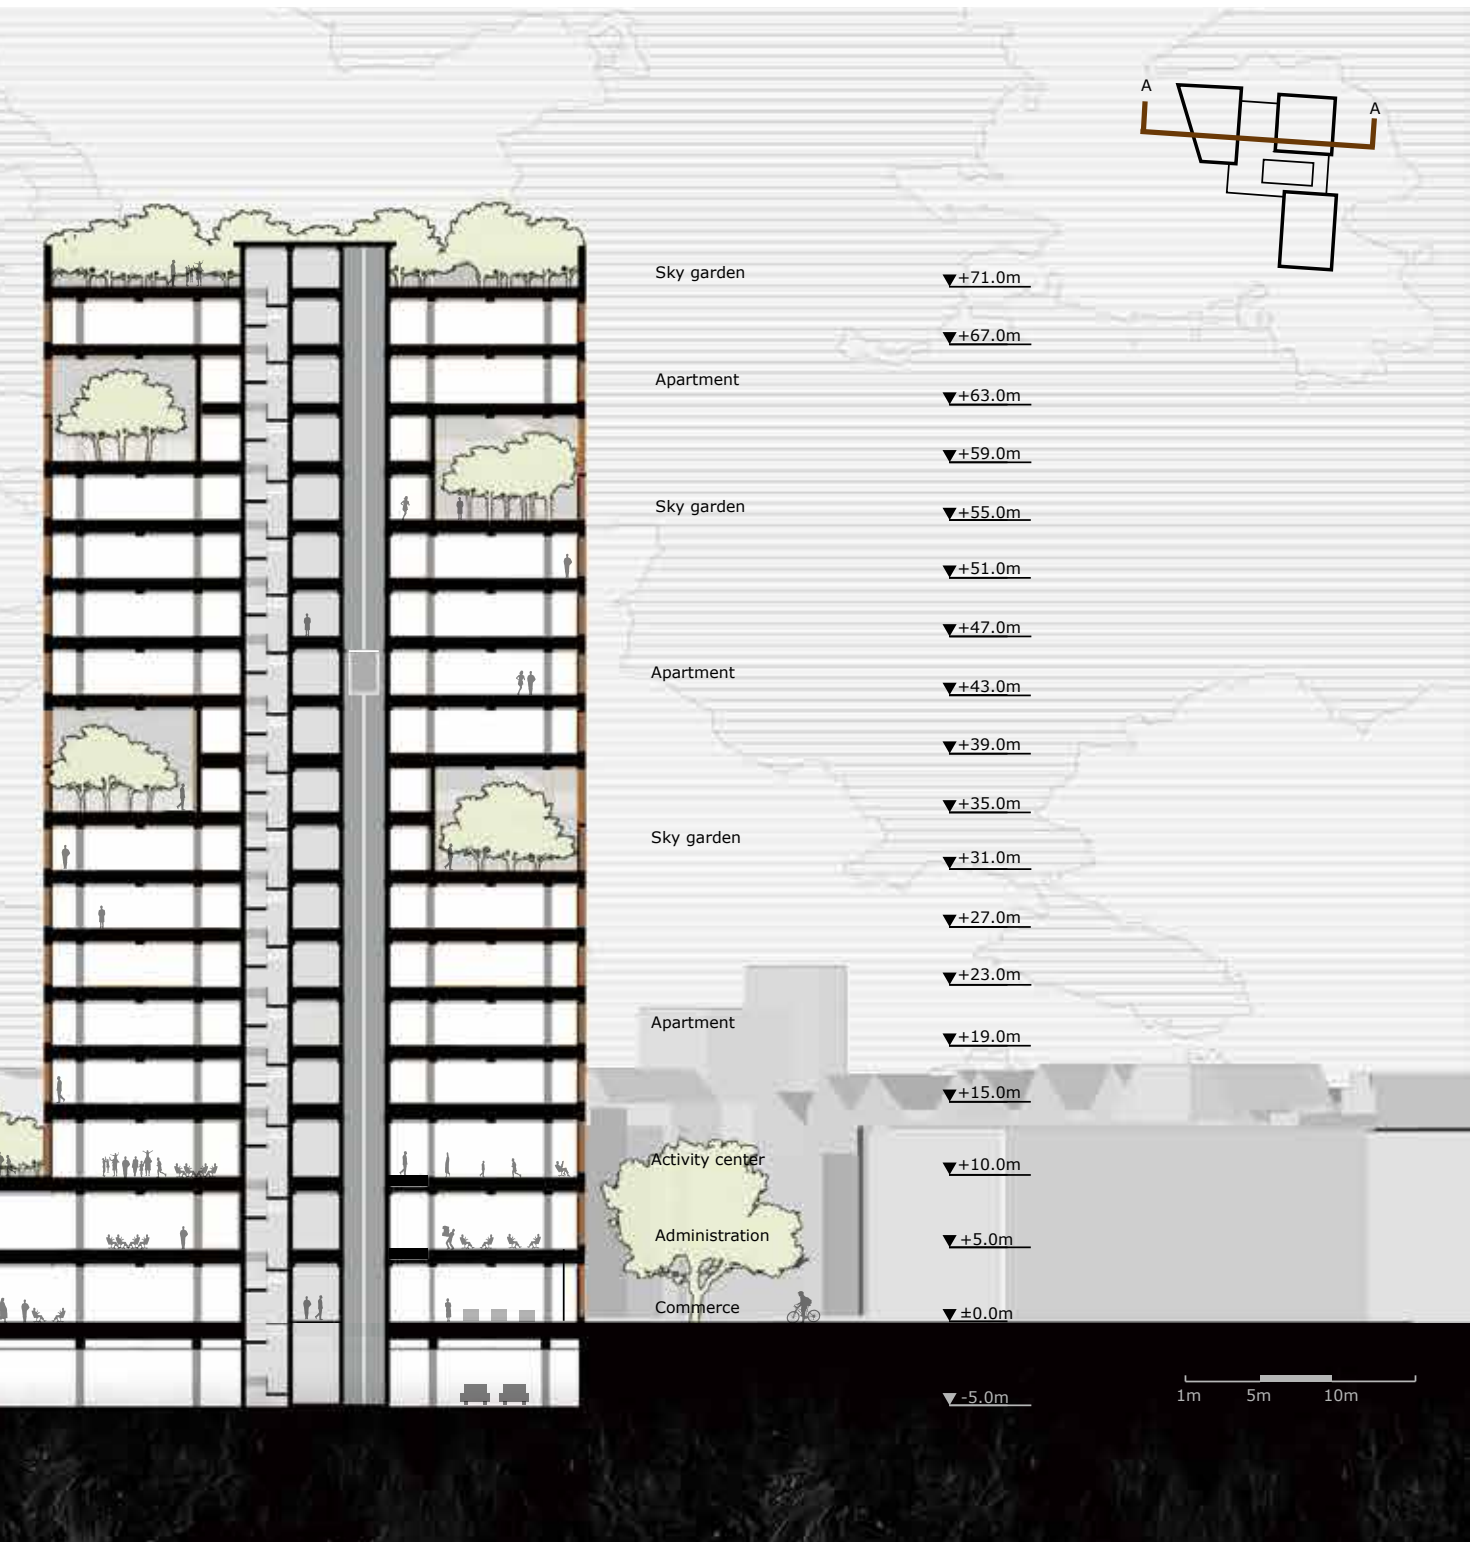 A
A
Sky garden
+71.0m
+67.0m
Apartment
+63.0m
+59.0m
Sky garden
+55.0m
+51.0m
+47.0m
Apartment
+43.0m
+39.0m
+35.0m
Sky garden
+31.0m
+27.0m
+23.0m
Apartment
+19.0m
+15.0m
Activity center
+10.0m
Administration
+5.0m
Commerce
±0.0m
-5.0m
1m 5m 10m